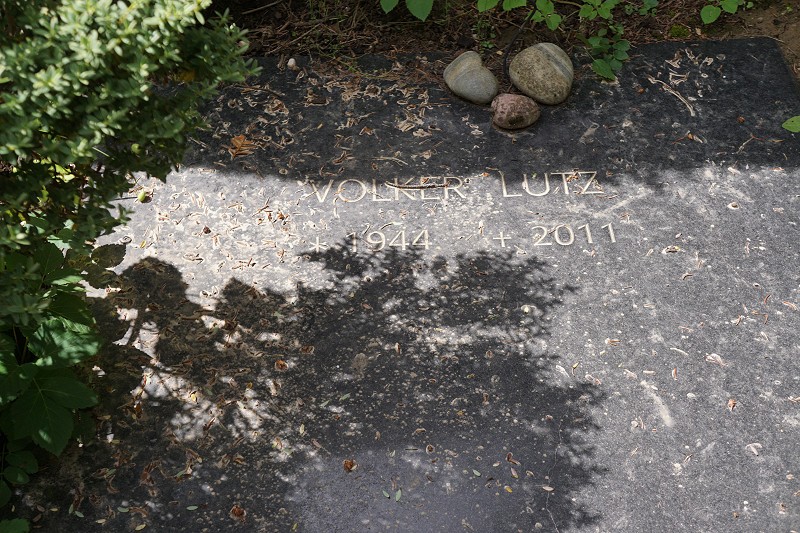 VOLKER LUTZ
* 1944 + 2011